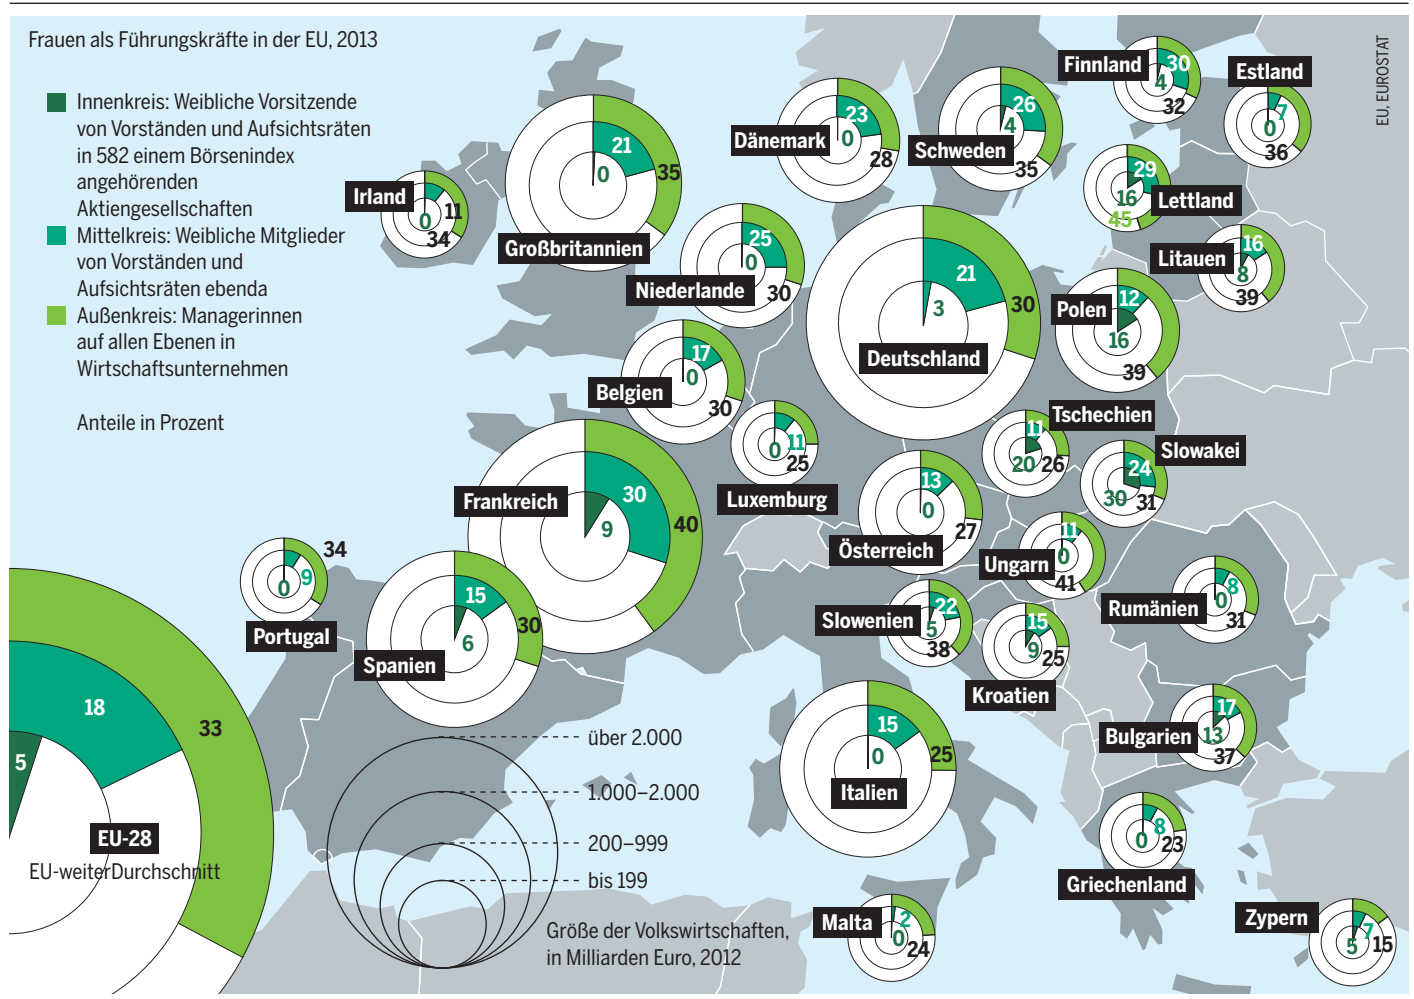 Frauen als Führungskräfte in der EU, 2013
Innenkreis: Weibliche Vorsitzende
von Vorständen und Aufsichtsräten
in 582 einem Börsenindex
angehörenden
Aktiengesellschaften
Mittelkreis: Weibliche Mitglieder
von Vorständen und
Aufsichtsräten ebenda
Außenkreis: Managerinnen
auf allen Ebenen in
Wirtschaftsunternehmen
Anteile in Prozent
EU, EUROSTAT
Irland
0
11
34
Großbritannien
0
21
35
Dänemark
0
23
28
Schweden
4
26
35
Finnland
4
30
32
Estland
0
7
36
Lettland
16
29
45
Litauen
8
16
39
Niederlande
0
25
30
Deutschland
3
21
30
Polen
16
12
39
Belgien
0
17
30
Luxemburg
0
11
25
Tschechien
20
11
26
Slowakei
30
24
31
Frankreich
9
30
40
Österreich
0
13
27
Ungarn
0
11
41
Portugal
0
9
34
Spanien
6
15
30
Slowenien
5
22
38
Kroatien
9
15
25
Rumänien
0
8
31
Italien
0
15
25
Bulgarien
13
17
37
Griechenland
0
8
23
Malta
0
2
24
Zypern
5
7
15
5
18
33
EU-28
EU-weiterDurchschnitt
über 2.000
1.000–2.000
200–999
bis 199
Größe der Volkswirtschaften,
in Milliarden Euro, 2012